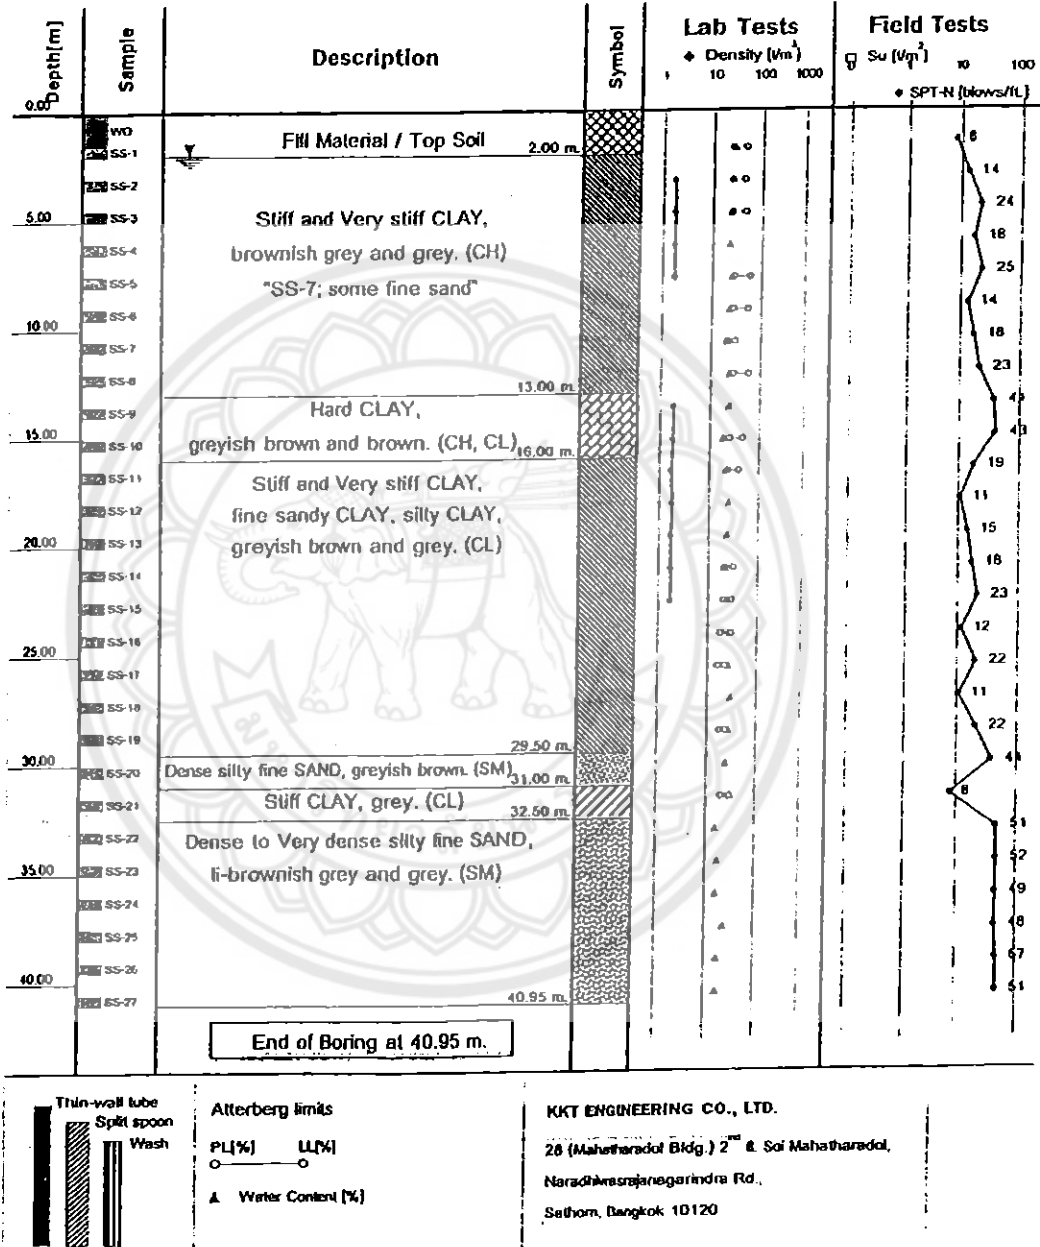 Depth[m]
Sample
Description
Symbol
Lab Tests
Density (t/m³)
1 10 100 1000
Field Tests
Su (t/m²)
1 10 100
SPT-N (blows/ft.)
0.00
WO
Fill Material / Top Soil
2.00 m.
6
SS-1
14
SS-2
24
5.00
SS-3
Stiff and Very stiff CLAY,
18
SS-4
brownish grey and grey. (CH)
25
SS-5
"SS-7; some fine sand"
14
SS-6
10.00
18
SS-7
23
SS-8
13.00 m.
SS-9
Hard CLAY,
43
15.00
SS-10
greyish brown and brown. (CH, CL)
16.00 m.
19
SS-11
Stiff and Very stiff CLAY,
11
SS-12
fine sandy CLAY, silty CLAY,
15
20.00
SS-13
greyish brown and grey. (CL)
18
SS-14
23
SS-15
12
SS-16
25.00
22
SS-17
11
SS-18
22
SS-19
29.50 m.
30.00
SS-20
Dense silty fine SAND, greyish brown. (SM)
31.00 m.
8
SS-21
Stiff CLAY, grey. (CL)
32.50 m.
51
SS-22
Dense to Very dense silty fine SAND,
52
35.00
SS-23
li-brownish grey and grey. (SM)
49
SS-24
48
SS-25
57
SS-26
40.00
51
SS-27
40.95 m.
End of Boring at 40.95 m.
Thin-wall tube
Split spoon
Wash
Atterberg limits
PL[%] LL[%]
Water Content [%]
KKT ENGINEERING CO., LTD.
26 (Mahatharadol Bldg.) 2nd & Soi Mahatharadol,
Naradhiwasrajanagarindra Rd.,
Sathorn, Bangkok 10120